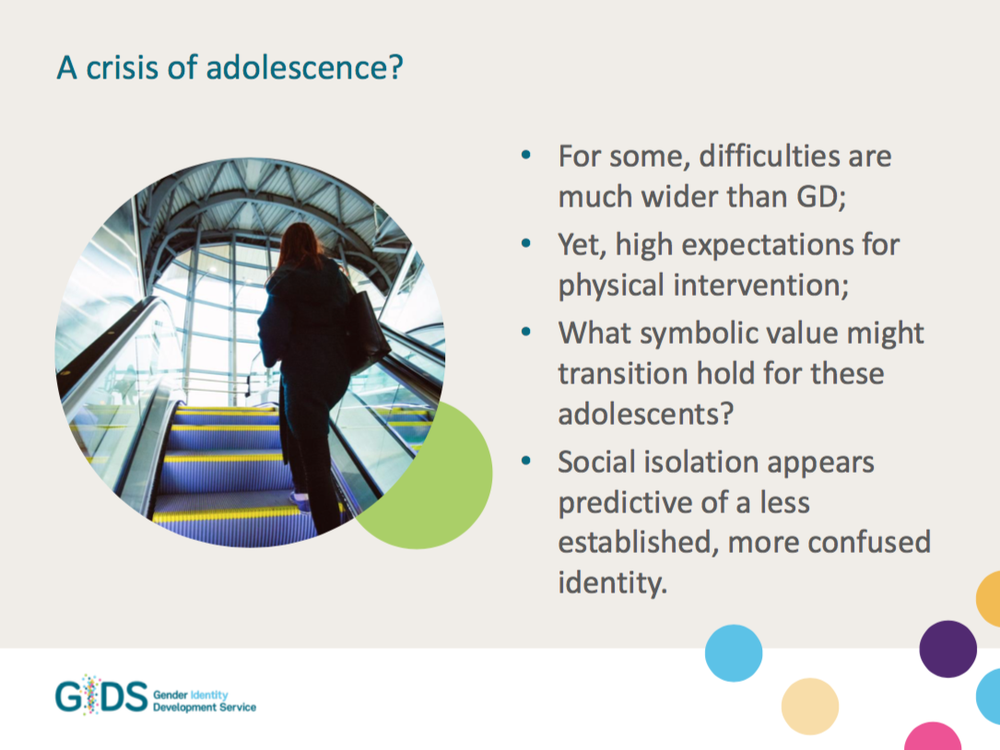 A crisis of adolescence?
• For some, difficulties are
much wider than GD;
• Yet, high expectations for
physical intervention;
• What symbolic value might
transition hold for these
adolescents?
• Social isolation appears
predictive of a less
established, more confused
identity.
GIDS Gender Identity
Development Service